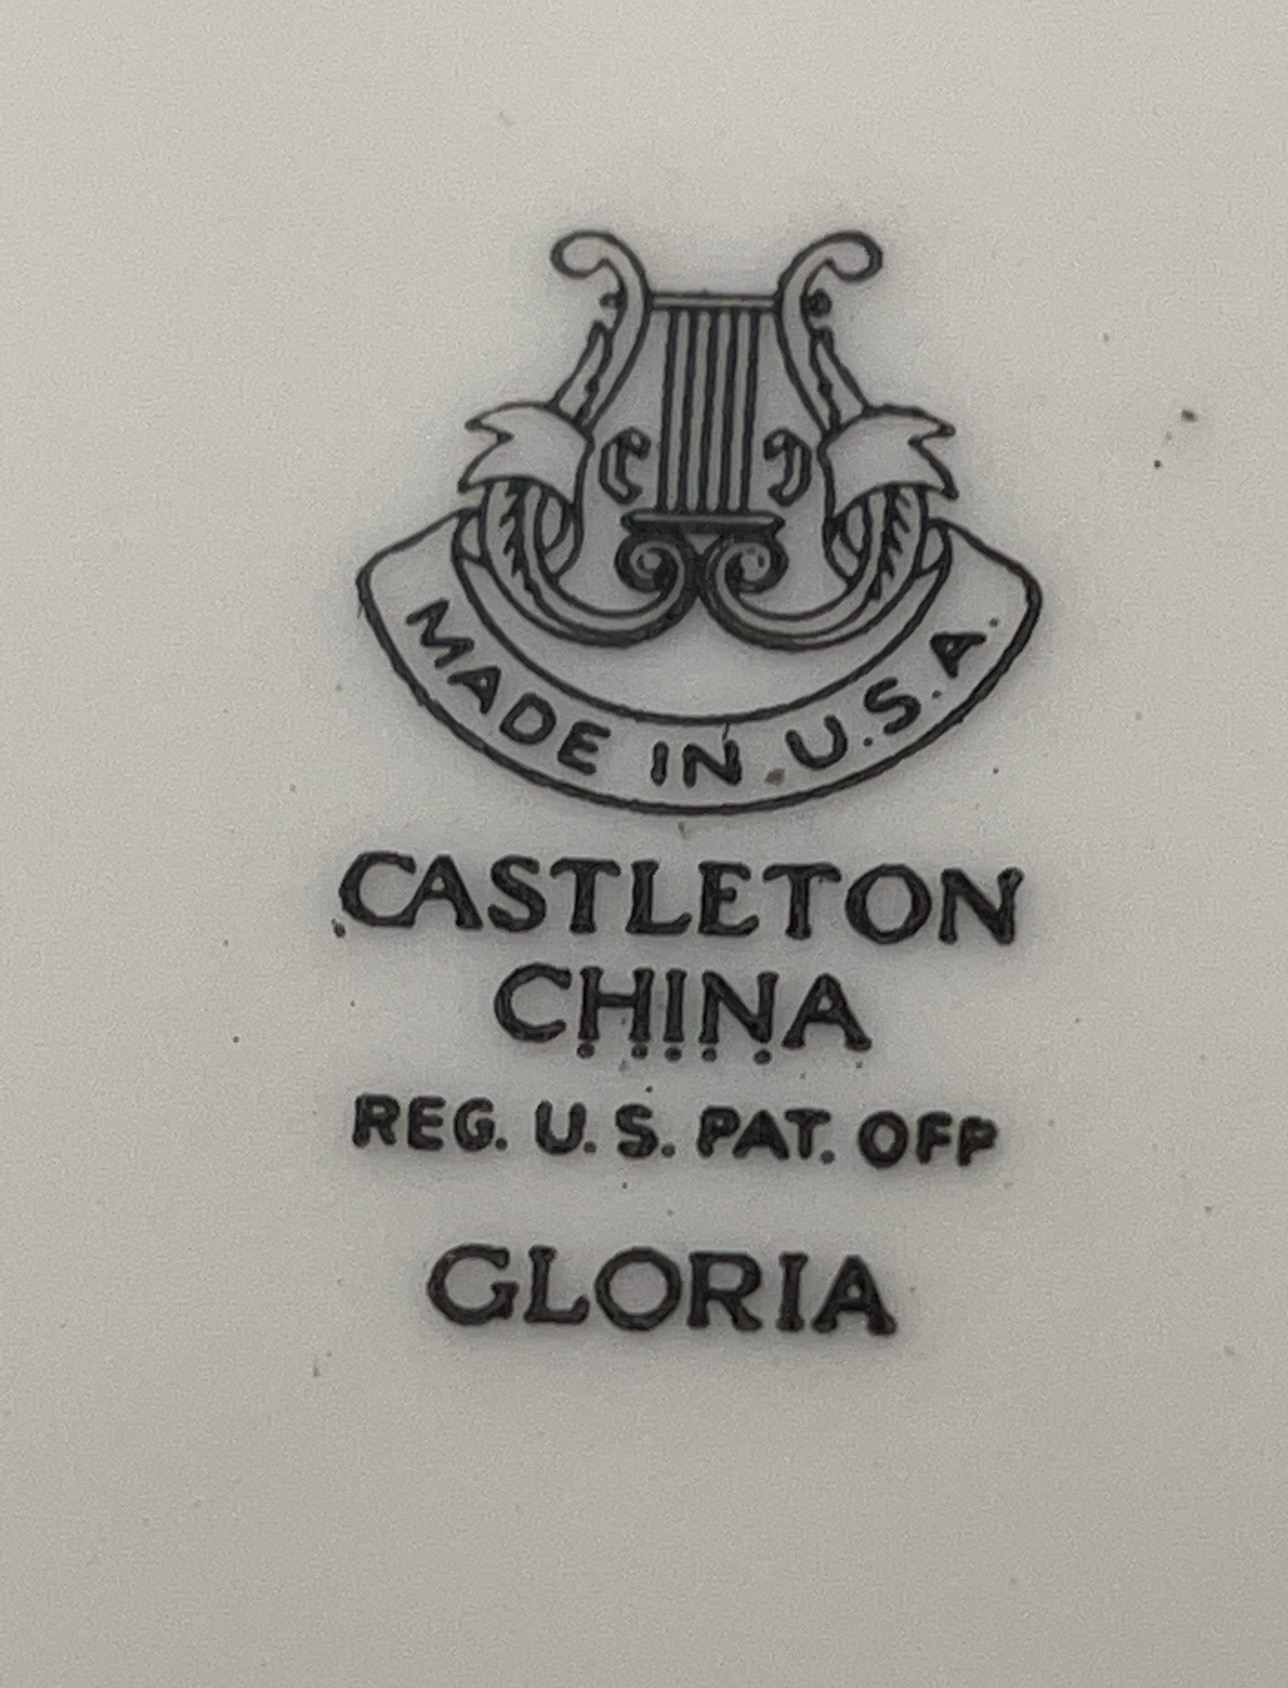 MADE IN U.S.A.
CASTLETON
CHINA
REG. U. S. PAT. OFF
GLORIA